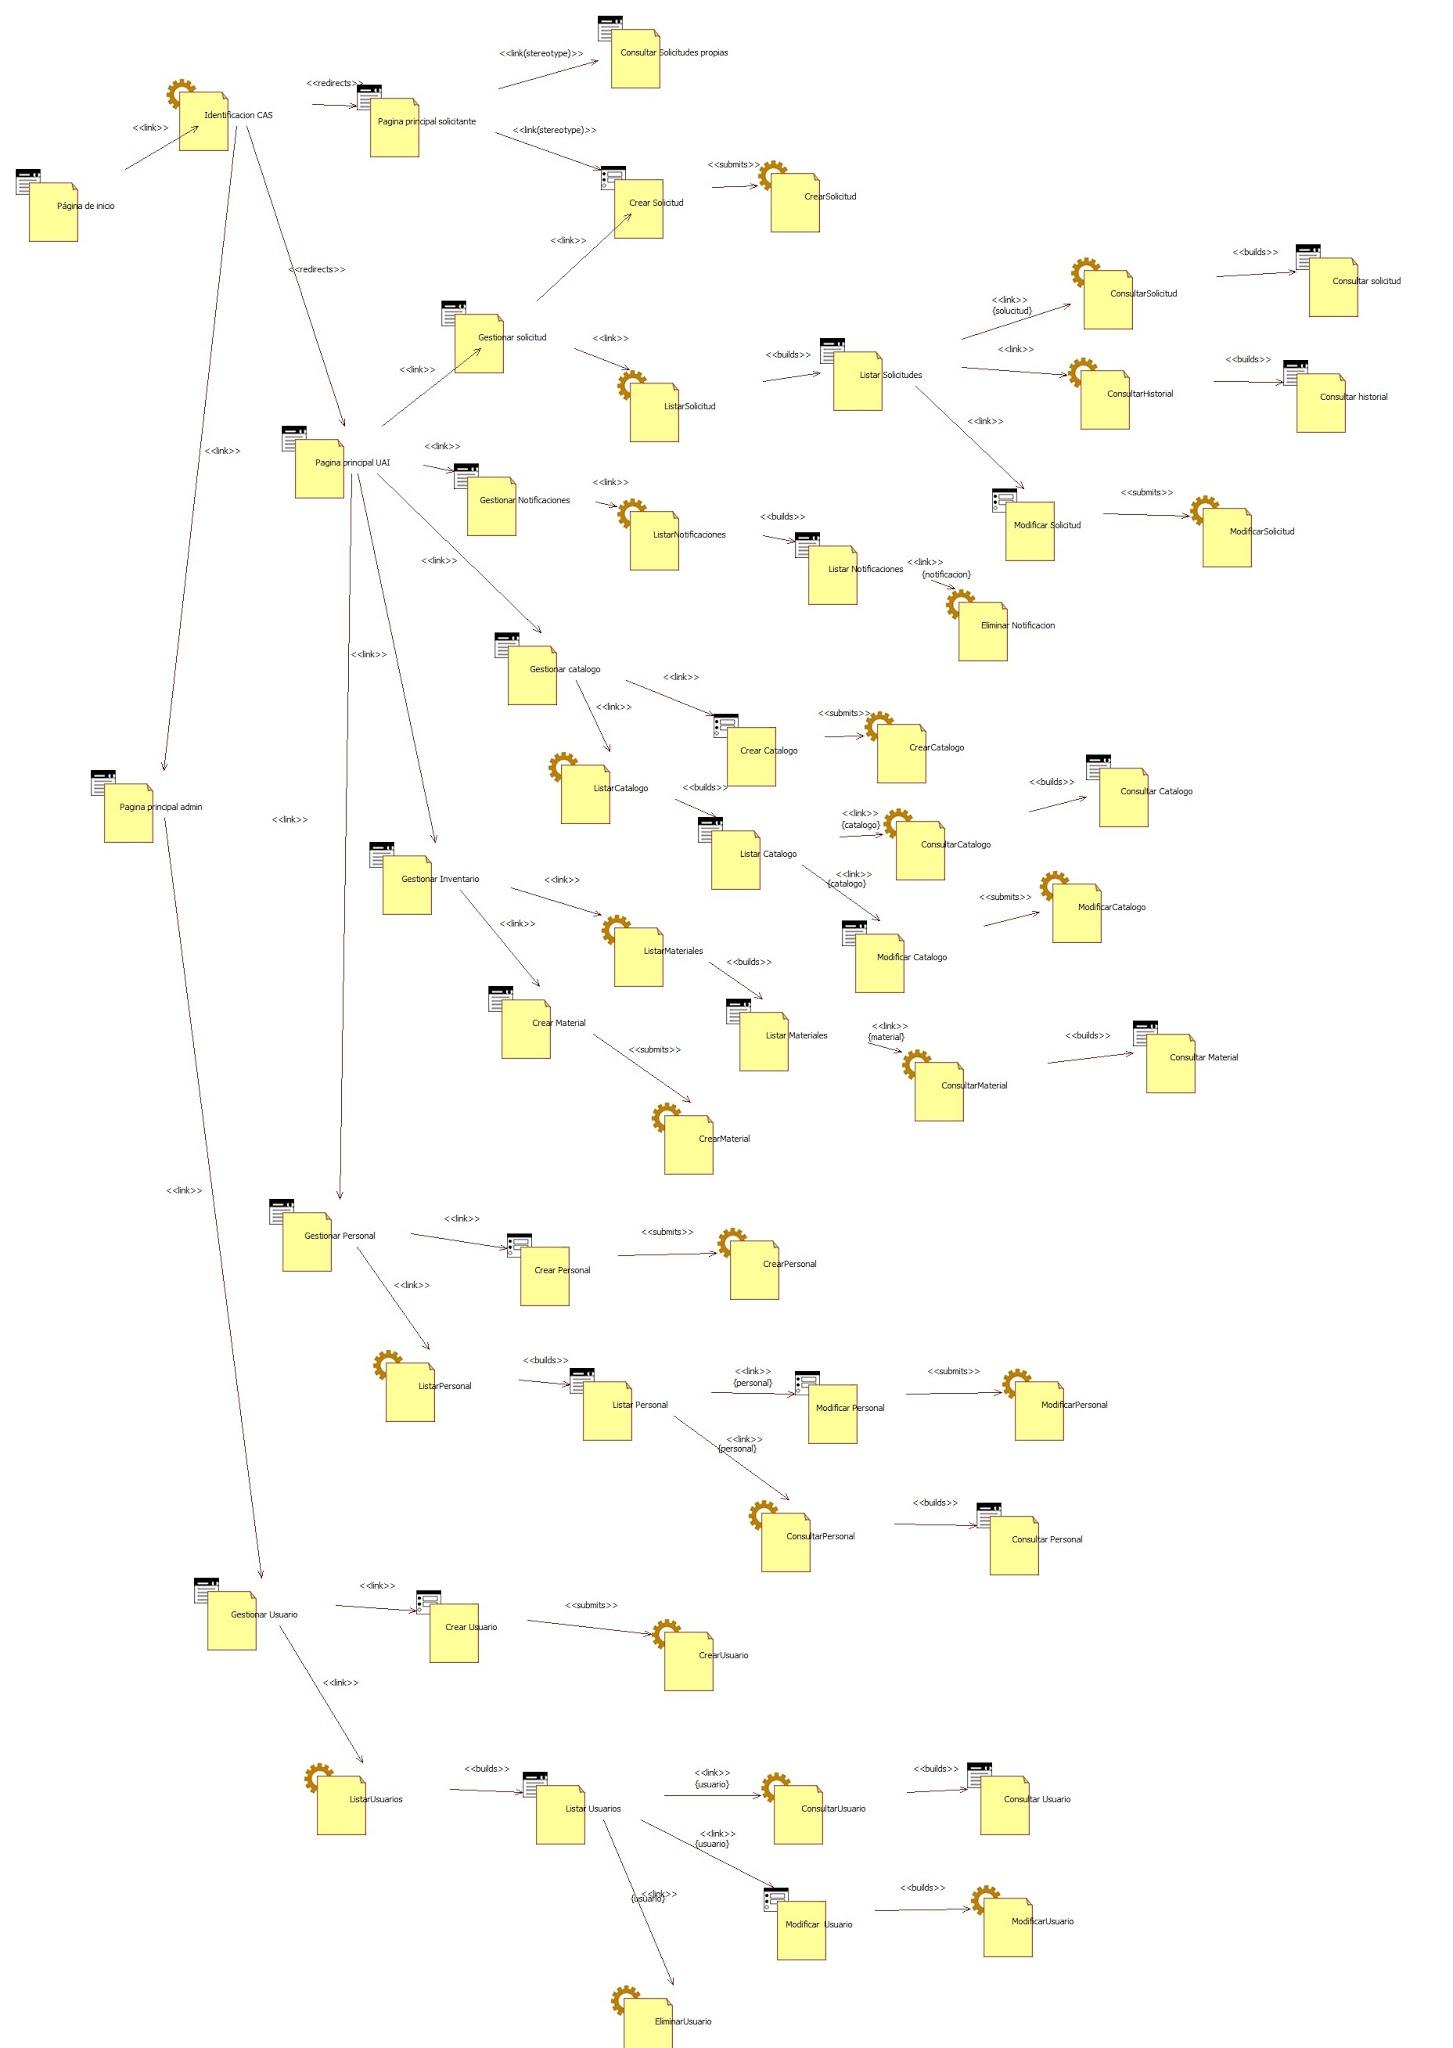 Consultar Solicitudes propias
<<link(stereotype)>>
<<redirects>>
Identificacion CAS
Pagina principal solicitante
<<link>>
<<link(stereotype)>>
<<submits>>
Página de inicio
Crear Solicitud
CrearSolicitud
<<link>>
<<redirects>>
<<builds>>
Consultar solicitud
ConsultarSolicitud
<<link>>
{solucitud}
Gestionar solicitud
<<link>>
<<link>>
<<builds>>
<<link>>
<<builds>>
Listar Solicitudes
<<link>>
ListarSolicitud
ConsultarHistorial
Consultar historial
<<link>>
<<link>>
<<link>>
Pagina principal UAI
<<link>>
Gestionar Notificaciones
<<submits>>
<<builds>>
Modificar Solicitud
ModificarSolicitud
ListarNotificaciones
<<link>>
<<link>>
Listar Notificaciones
{notificacion}
Eliminar Notificacion
<<link>>
Gestionar catalogo
<<link>>
<<link>>
<<submits>>
Crear Catalogo
CrearCatalogo
<<builds>>
ListarCatalogo
<<builds>>
Consultar Catalogo
Pagina principal admin
<<link>>
<<link>>
{catalogo}
ConsultarCatalogo
Listar Catalogo
<<link>>
{catalogo}
Gestionar Inventario
<<link>>
<<submits>>
ModificarCatalogo
<<link>>
ListarMateriales
Modificar Catalogo
<<builds>>
Crear Material
<<link>>
{material}
Listar Materiales
<<builds>>
<<submits>>
Consultar Material
ConsultarMaterial
CrearMaterial
<<link>>
<<link>>
<<submits>>
Gestionar Personal
Crear Personal
CrearPersonal
<<link>>
<<builds>>
<<link>>
{personal}
<<submits>>
ListarPersonal
Listar Personal
Modificar Personal
ModificarPersonal
<<link>>
{personal}
<<builds>>
ConsultarPersonal
Consultar Personal
<<link>>
<<submits>>
Gestionar Usuario
Crear Usuario
CrearUsuario
<<link>>
<<builds>>
<<link>>
{usuario}
<<builds>>
ListarUsuarios
Listar Usuarios
ConsultarUsuario
Consultar Usuario
<<link>>
{usuario}
<<link>>
{usuario}
<<builds>>
Modificar Usuario
ModificarUsuario
EliminarUsuario